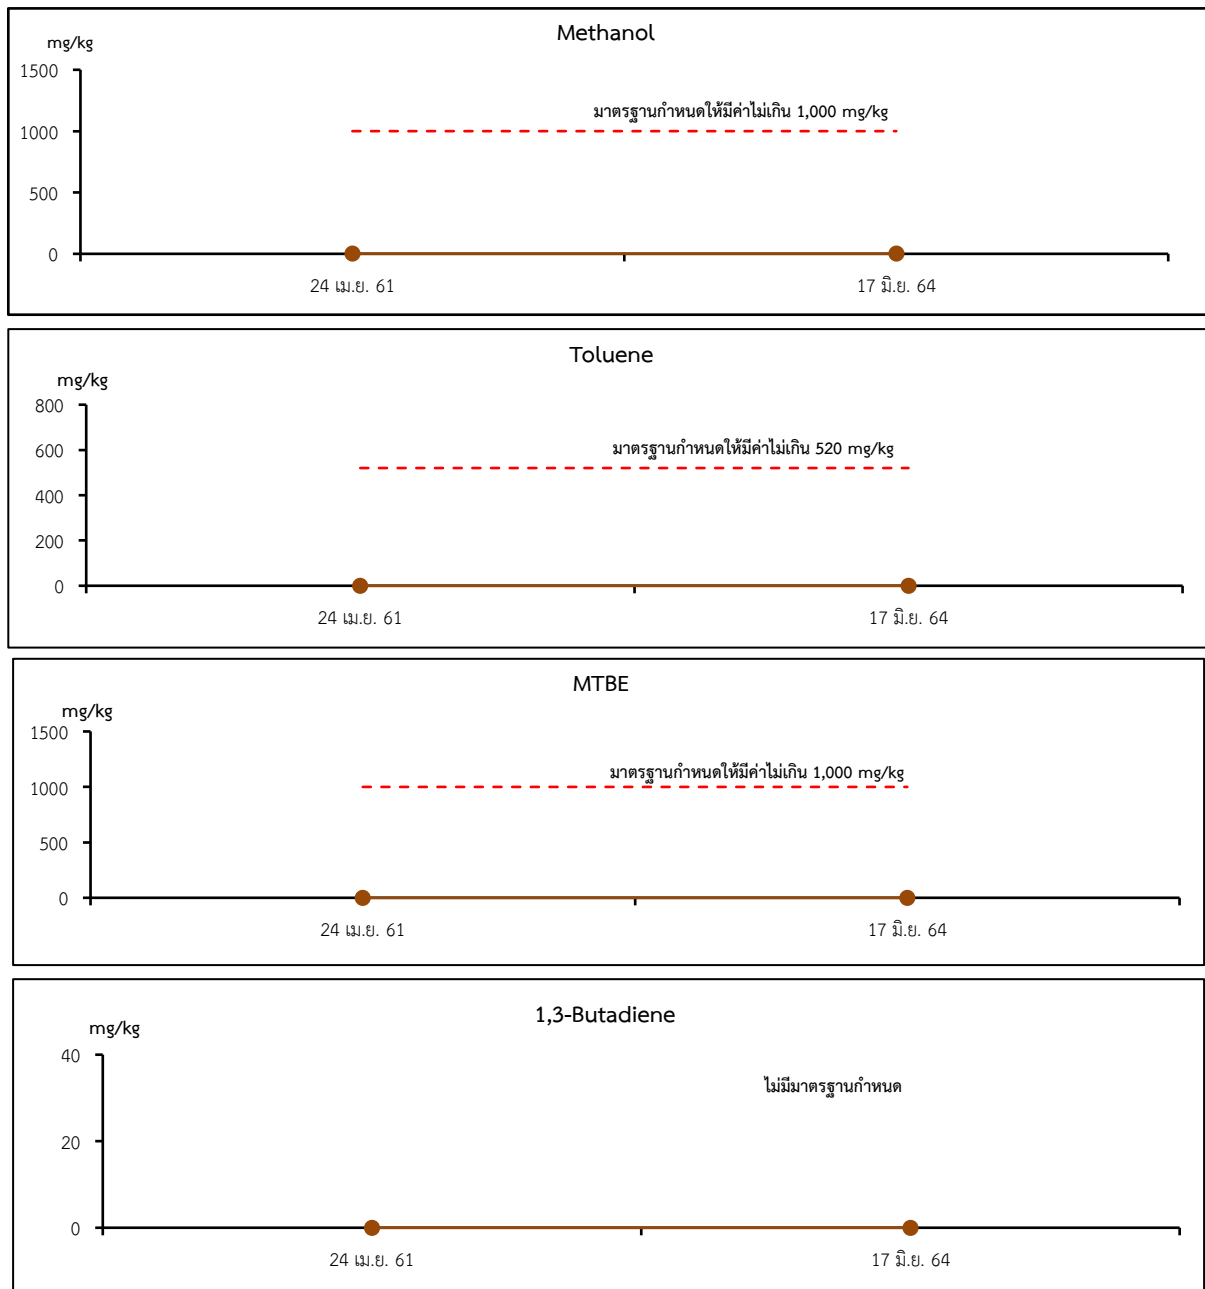 Methanol
mg/kg
1500
มาตรฐานกำหนดให้มีค่าไม่เกิน 1,000 mg/kg
1000
500
0
24 เม.ย. 61 17 มิ.ย. 64
Toluene
mg/kg
800
มาตรฐานกำหนดให้มีค่าไม่เกิน 520 mg/kg
600
400
200
0
24 เม.ย. 61 17 มิ.ย. 64
MTBE
mg/kg
1500
มาตรฐานกำหนดให้มีค่าไม่เกิน 1,000 mg/kg
1000
500
0
24 เม.ย. 61 17 มิ.ย. 64
1,3-Butadiene
mg/kg
40
ไม่มีมาตรฐานกำหนด
20
0
24 เม.ย. 61 17 มิ.ย. 64